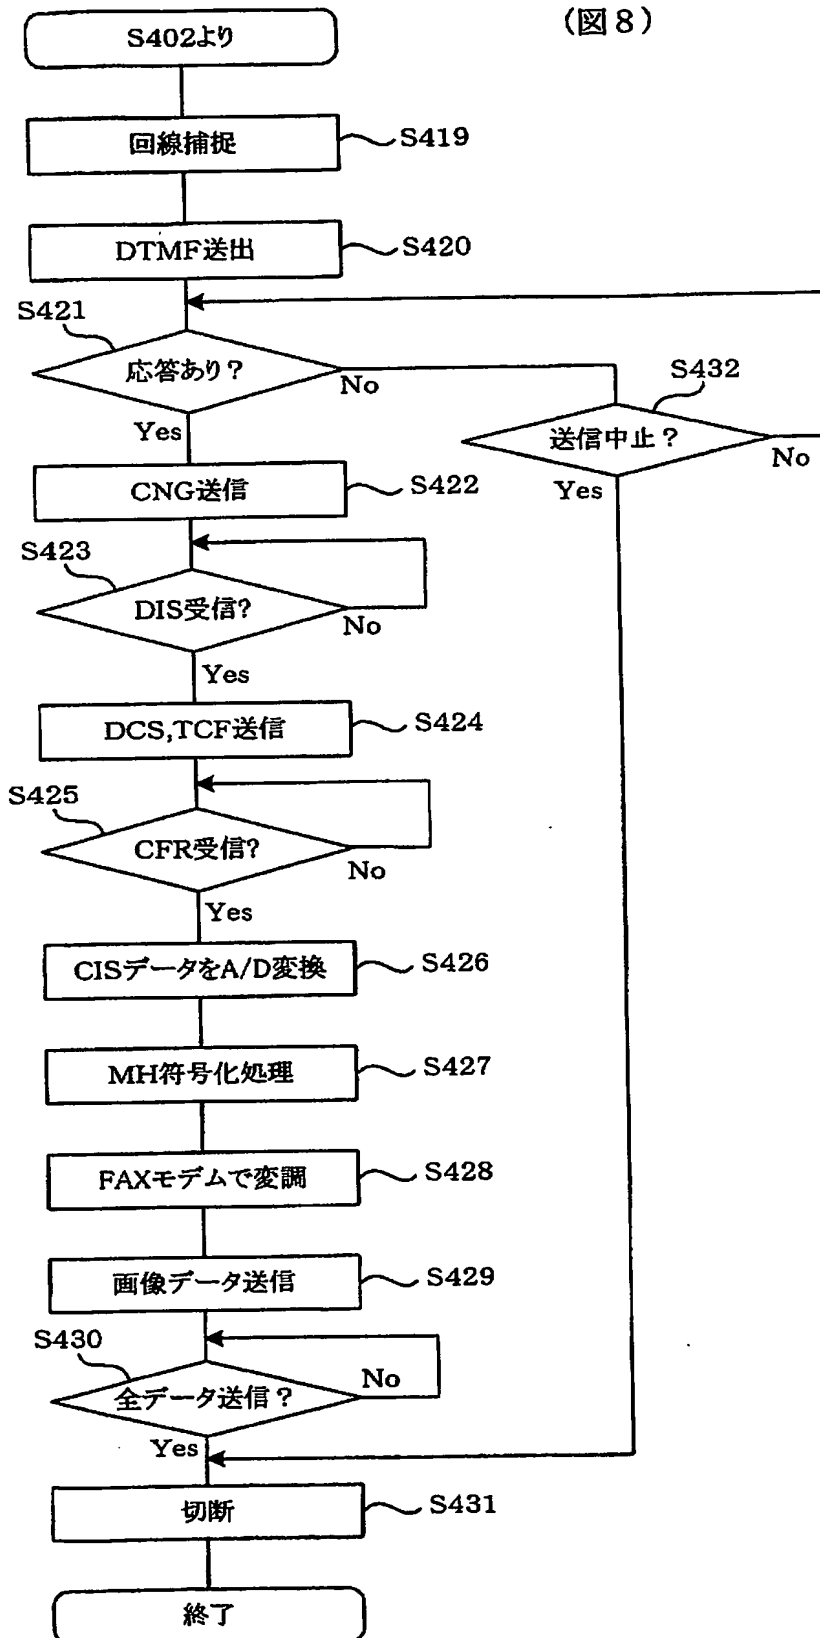 (図8)
S402より
回線捕捉
S419
DTMF送出
S420
S421
応答あり?
No
Yes
S432
送信中止?
No
Yes
CNG送信
S422
S423
DIS受信?
No
Yes
DCS,TCF送信
S424
S425
CFR受信?
No
Yes
CISデータをA/D変換
S426
MH符号化処理
S427
FAXモデムで変調
S428
画像データ送信
S429
S430
全データ送信?
No
Yes
切断
S431
終了